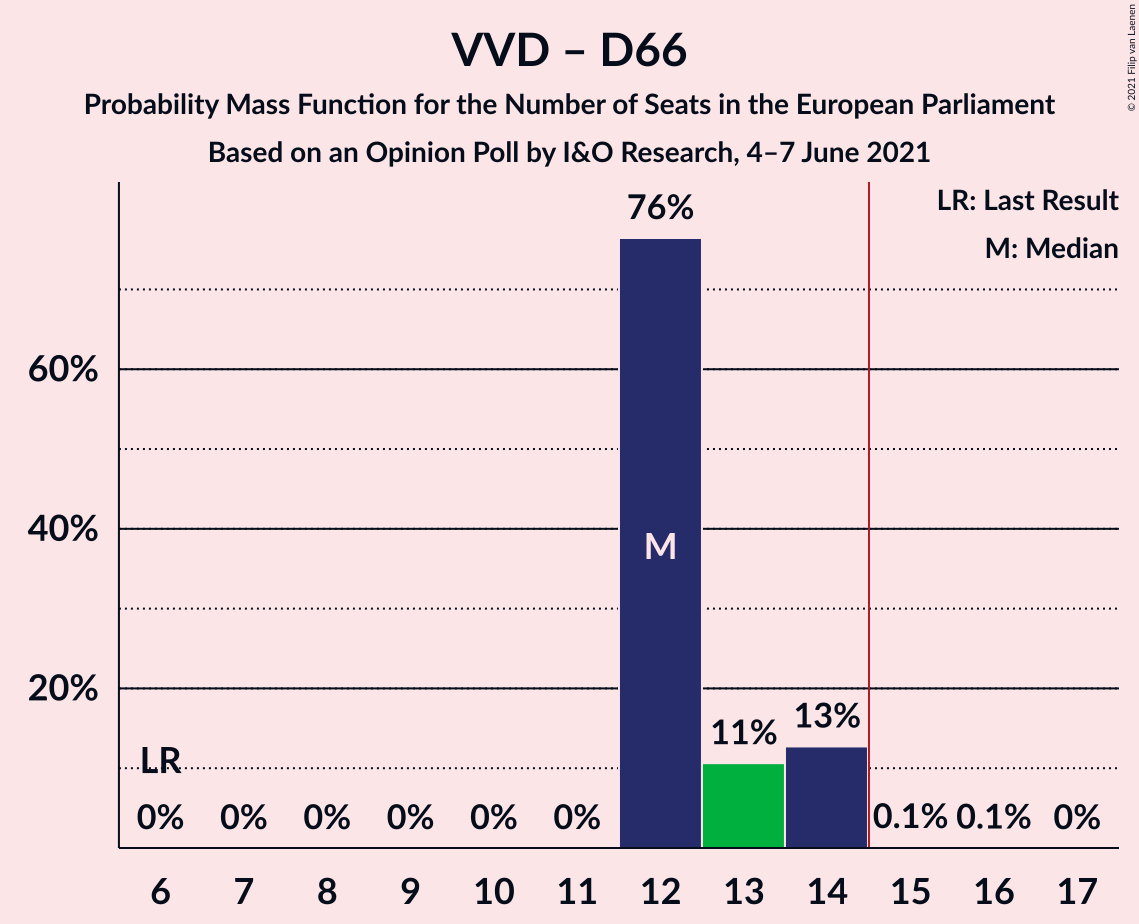 VVD – D66
Probability Mass Function for the Number of Seats in the European Parliament
Based on an Opinion Poll by I&O Research, 4–7 June 2021
© 2021 Filip van Laenen
LR: Last Result
M: Median
76%
60%
40%
M
20%
13%
11%
LR
0% 0% 0% 0% 0% 0% 0.1% 0.1% 0%
6 7 8 9 10 11 12 13 14 15 16 17